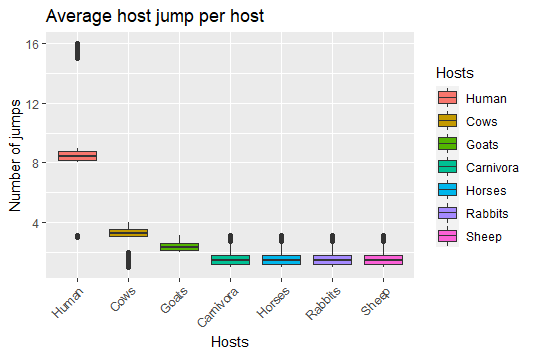 Average host jump per host
Number of jumps
16
12
8
4
Human
Cows
Goats
Carnivora
Horses
Rabbits
Sheep
Hosts
Hosts
Human
Cows
Goats
Carnivora
Horses
Rabbits
Sheep